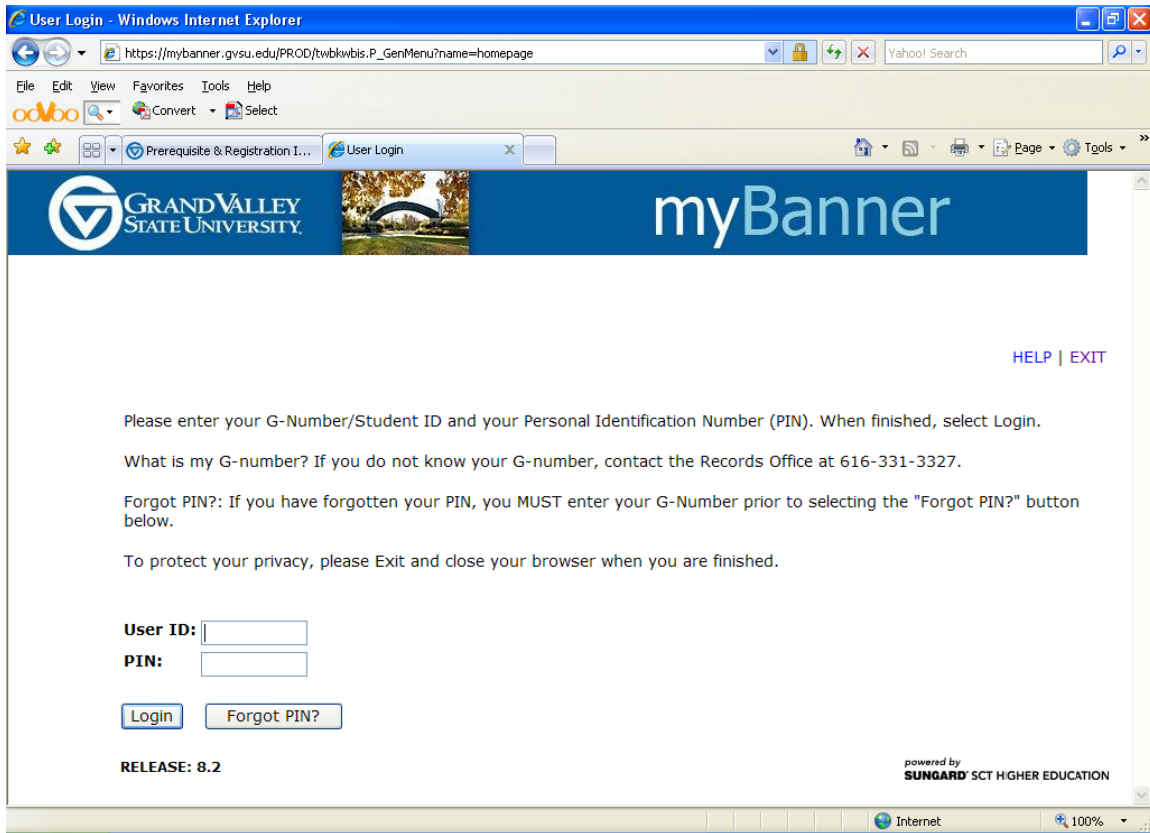 User Login - Windows Internet Explorer
https://mybanner.gvsu.edu/PROD/twbkwbis.P_GenMenu?name=homepage
Yahoo! Search
File Edit View Favorites Tools Help
ooVoo Convert Select
Prerequisite & Registration I... User Login Page Tools »
GRAND VALLEY
STATE UNIVERSITY.
myBanner
HELP | EXIT
Please enter your G-Number/Student ID and your Personal Identification Number (PIN). When finished, select Login.
What is my G-number? If you do not know your G-number, contact the Records Office at 616-331-3327.
Forgot PIN?: If you have forgotten your PIN, you MUST enter your G-Number prior to selecting the "Forgot PIN?" button
below.
To protect your privacy, please Exit and close your browser when you are finished.
User ID:
PIN:
Login Forgot PIN?
RELEASE: 8.2
powered by
SUNGARD' SCT HIGHER EDUCATION
Internet 100%